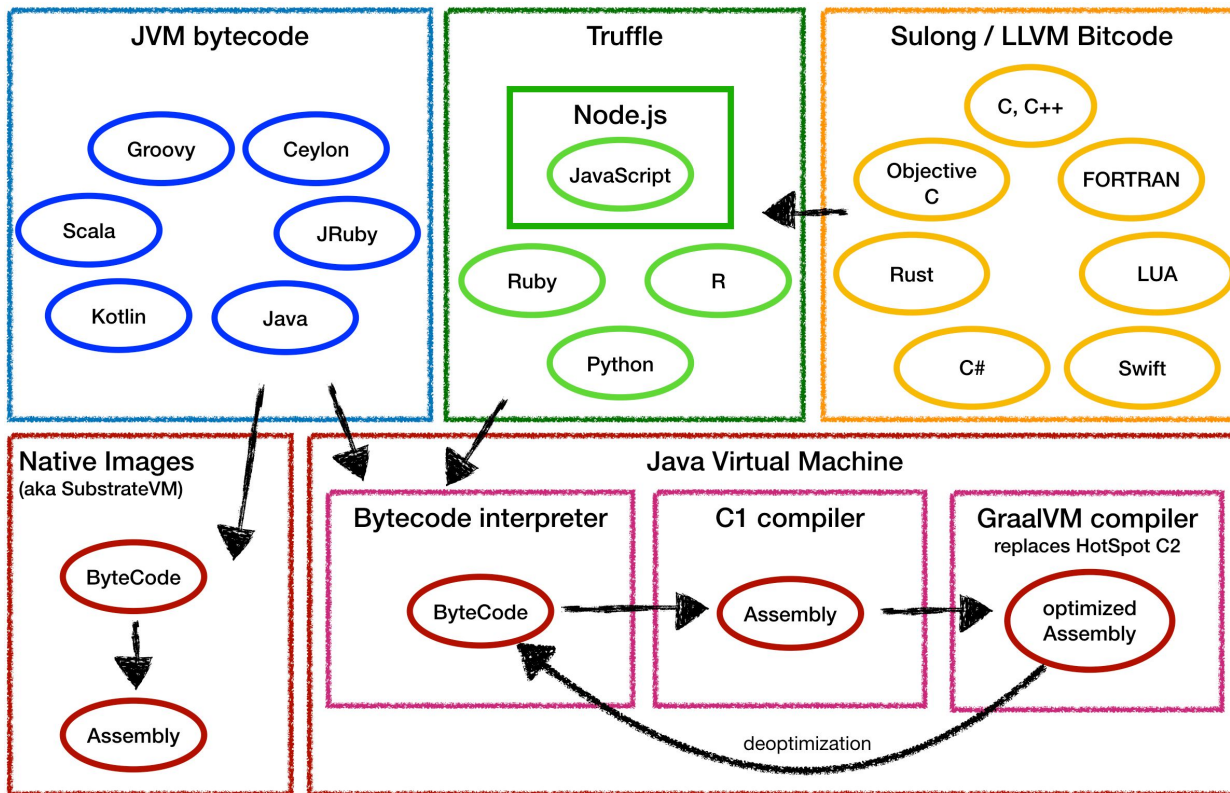 JVM bytecode
Groovy
Ceylon
Scala
JRuby
Kotlin
Java
Truffle
Node.js
JavaScript
Ruby
R
Python
Sulong / LLVM Bitcode
C, C++
Objective
C
FORTRAN
Rust
LUA
C#
Swift
Native Images
(aka SubstrateVM)
ByteCode
Assembly
Java Virtual Machine
Bytecode interpreter
ByteCode
C1 compiler
Assembly
GraalVM compiler
replaces HotSpot C2
optimized
Assembly
deoptimization